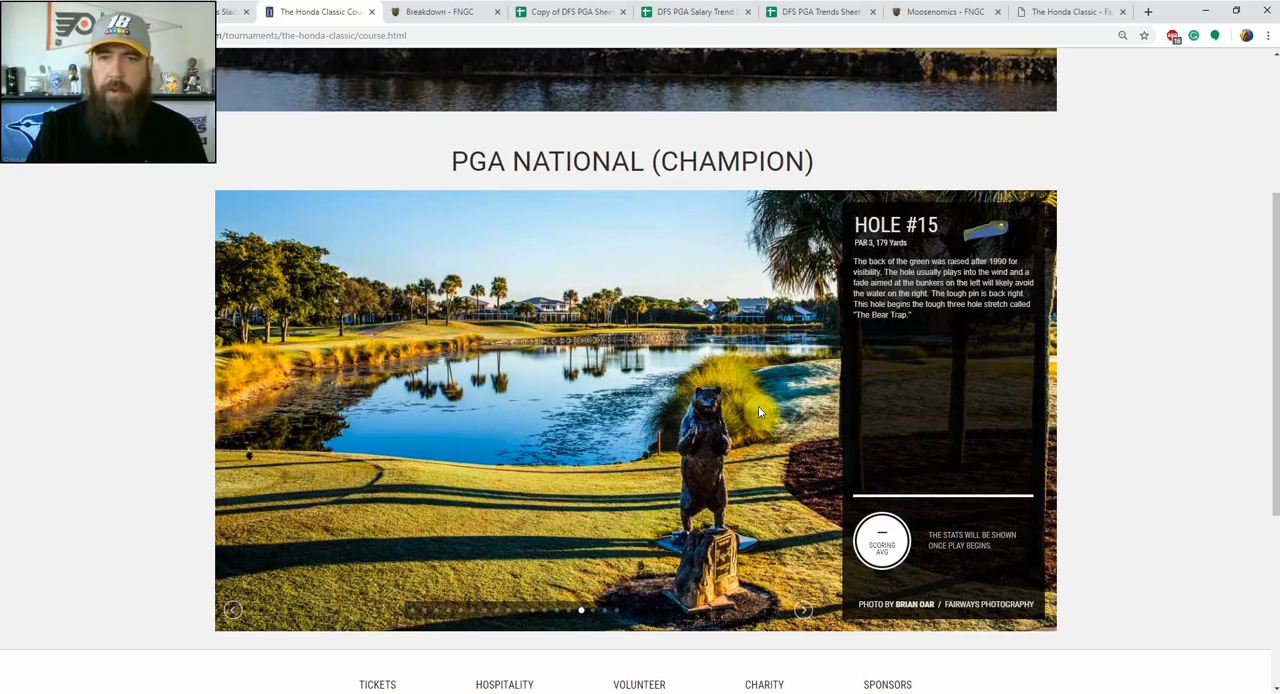 The Honda Classic Cou
Breakdown - FNGC
Copy of DFS PGA Shee
DFS PGA Salary Trend
DFS PGA Trends Sheet
Moosenomics - FNGC
The Honda Classic - Fa
m/tournaments/the-honda-classic/course.html
18
PGA NATIONAL (CHAMPION)
HOLE #15
PAR 3, 179 Yards
The back of the green was raised after 1990 for
visibility. The hole usually plays into the wind and a
fade aimed at the bunkers on the left will likely avoid
the water on the right. The tough pin is back right.
This hole begins the tough three hole stretch called
"The Bear Trap."
—
SCORING
AVG
THE STATS WILL BE SHOWN
ONCE PLAY BEGINS
PHOTO BY BRIAN OAR / FAIRWAYS PHOTOGRAPHY
TICKETS
HOSPITALITY
VOLUNTEER
CHARITY
SPONSORS